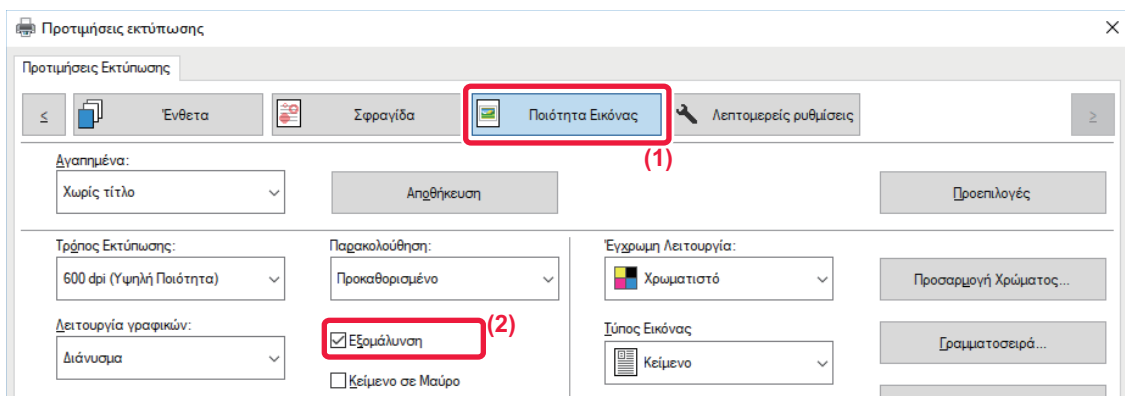 Προτιμήσεις εκτύπωσης
Προτιμήσεις Εκτύπωσης
< Ένθετα Σφραγίδα Ποιότητα Εικόνας Λεπτομερείς ρυθμίσεις >
(1)
Αγαπημένα:
Χωρίς τίτλο Αποθήκευση Προεπιλογές
Τρόπος Εκτύπωσης: Παρακολούθηση: Έγχρωμη Λειτουργία:
600 dpi (Υψηλή Ποιότητα) Προκαθορισμένο Χρωματιστό Προσαρμογή Χρώματος...
Λειτουργία γραφικών: Εξομάλυνση (2) Τύπος Εικόνας
Διάνυσμα Κείμενο Γραμματοσειρά...
Κείμενο σε Μαύρο